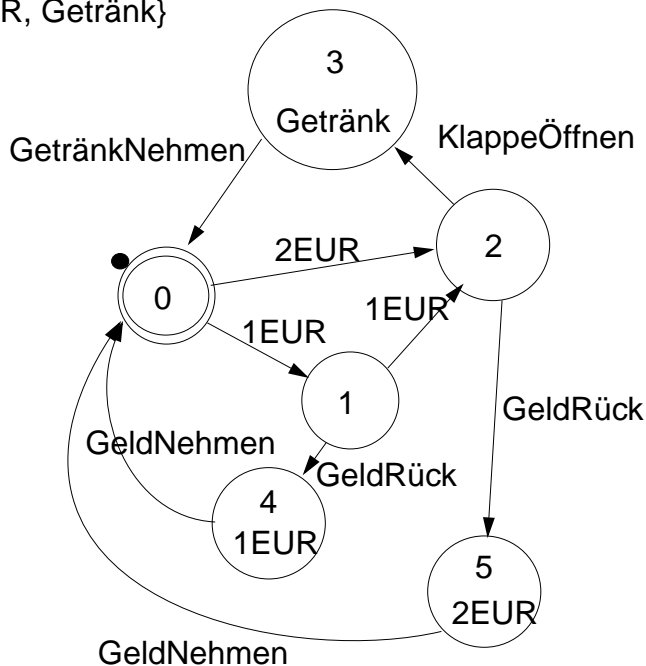 R, Getränk}
3
Getränk
GetränkNehmen
KlappeÖffnen
2EUR
2
0
1EUR
1EUR
1
GeldRück
GeldNehmen
GeldRück
4
1EUR
5
2EUR
GeldNehmen